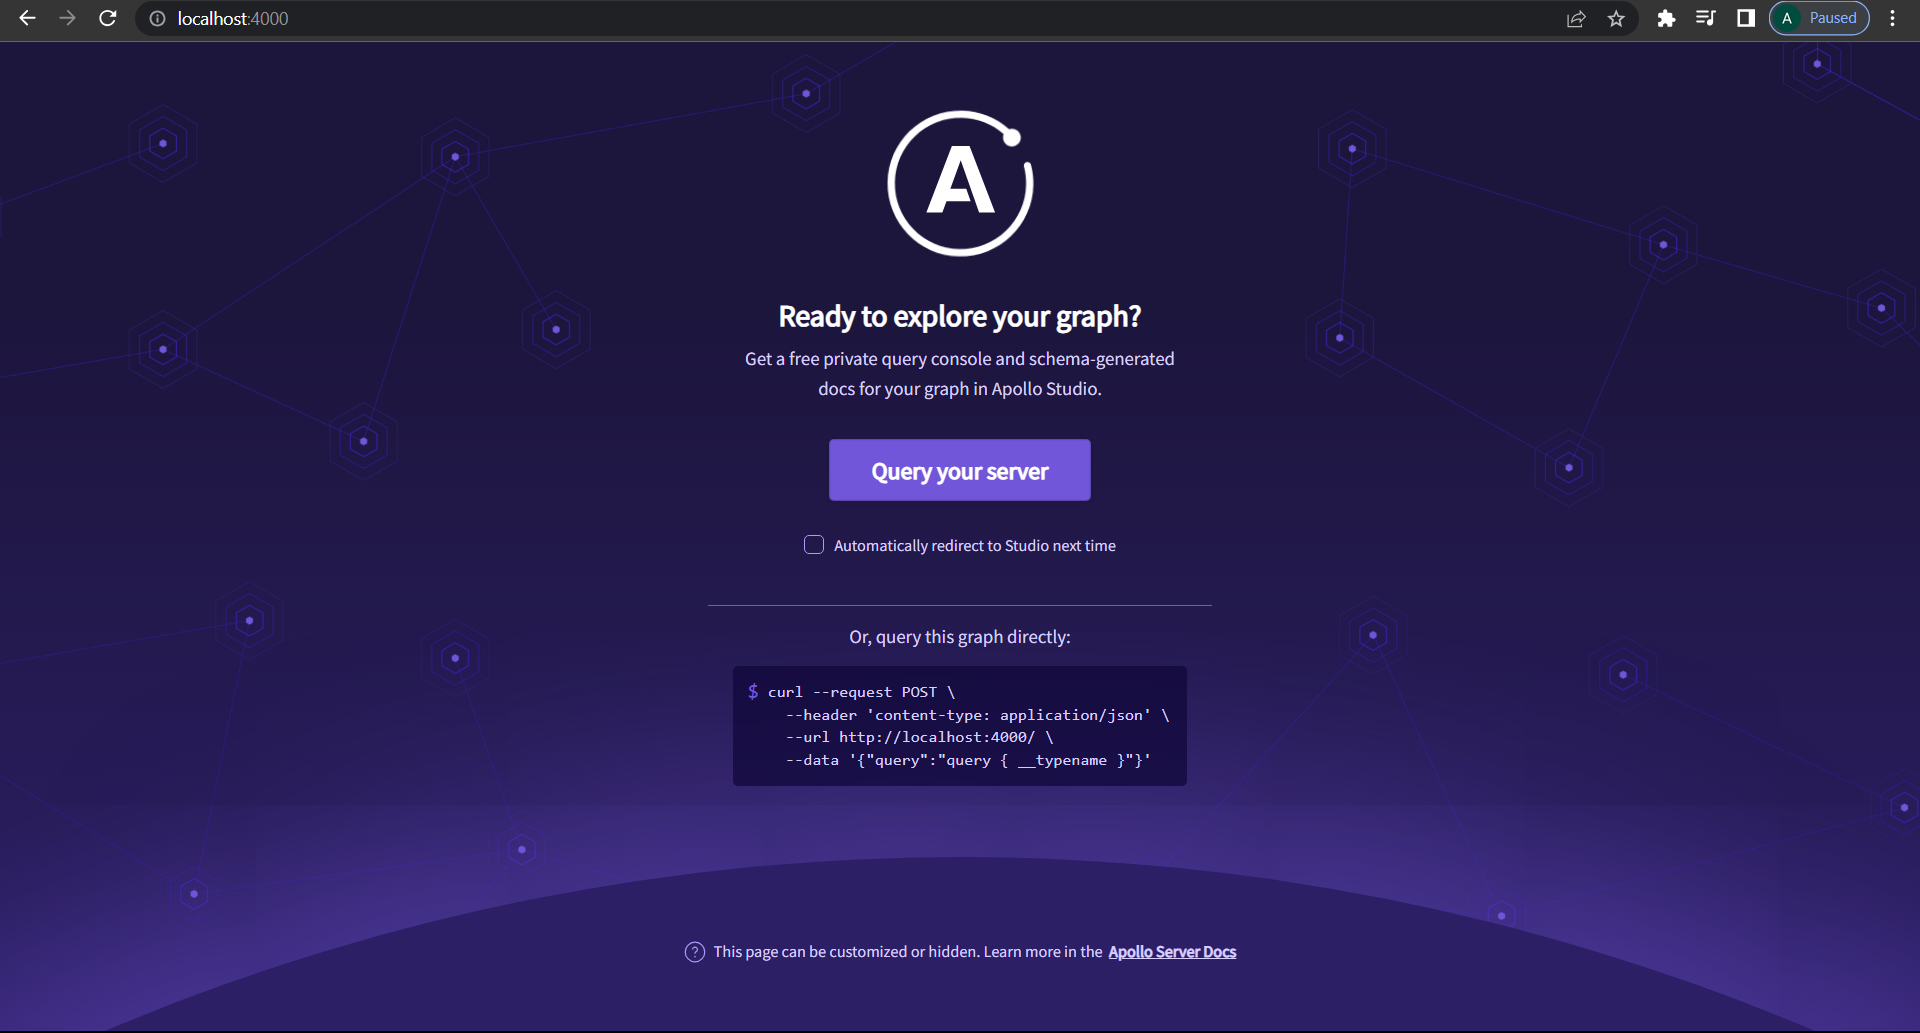 localhost:4000
A Paused
A
Ready to explore your graph?
Get a free private query console and schema-generated
docs for your graph in Apollo Studio.
Query your server
Automatically redirect to Studio next time
Or, query this graph directly:
$ curl --request POST \
--header 'content-type: application/json' \
--url http://localhost:4000/ \
--data '{"query":"query { __typename }"}'
? This page can be customized or hidden. Learn more in the Apollo Server Docs